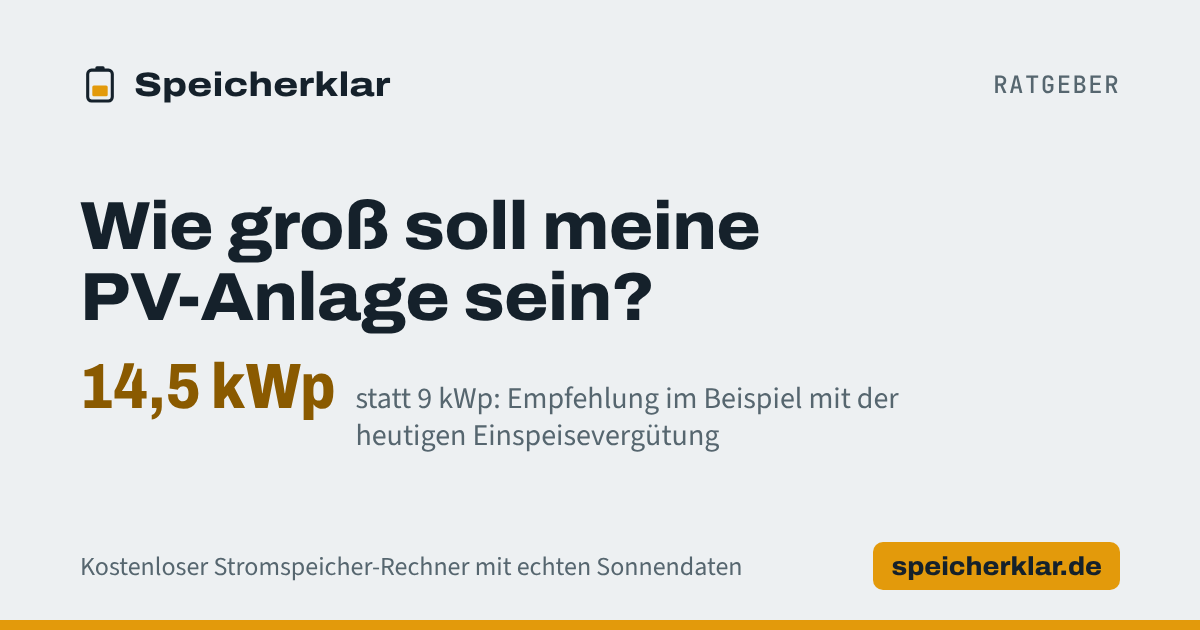 Speicherklar
RATGEBER
Wie groß soll meine
PV-Anlage sein?
14,5 kWp
statt 9 kWp: Empfehlung im Beispiel mit der
heutigen Einspeisevergütung
Kostenloser Stromspeicher-Rechner mit echten Sonnendaten
speicherklar.de